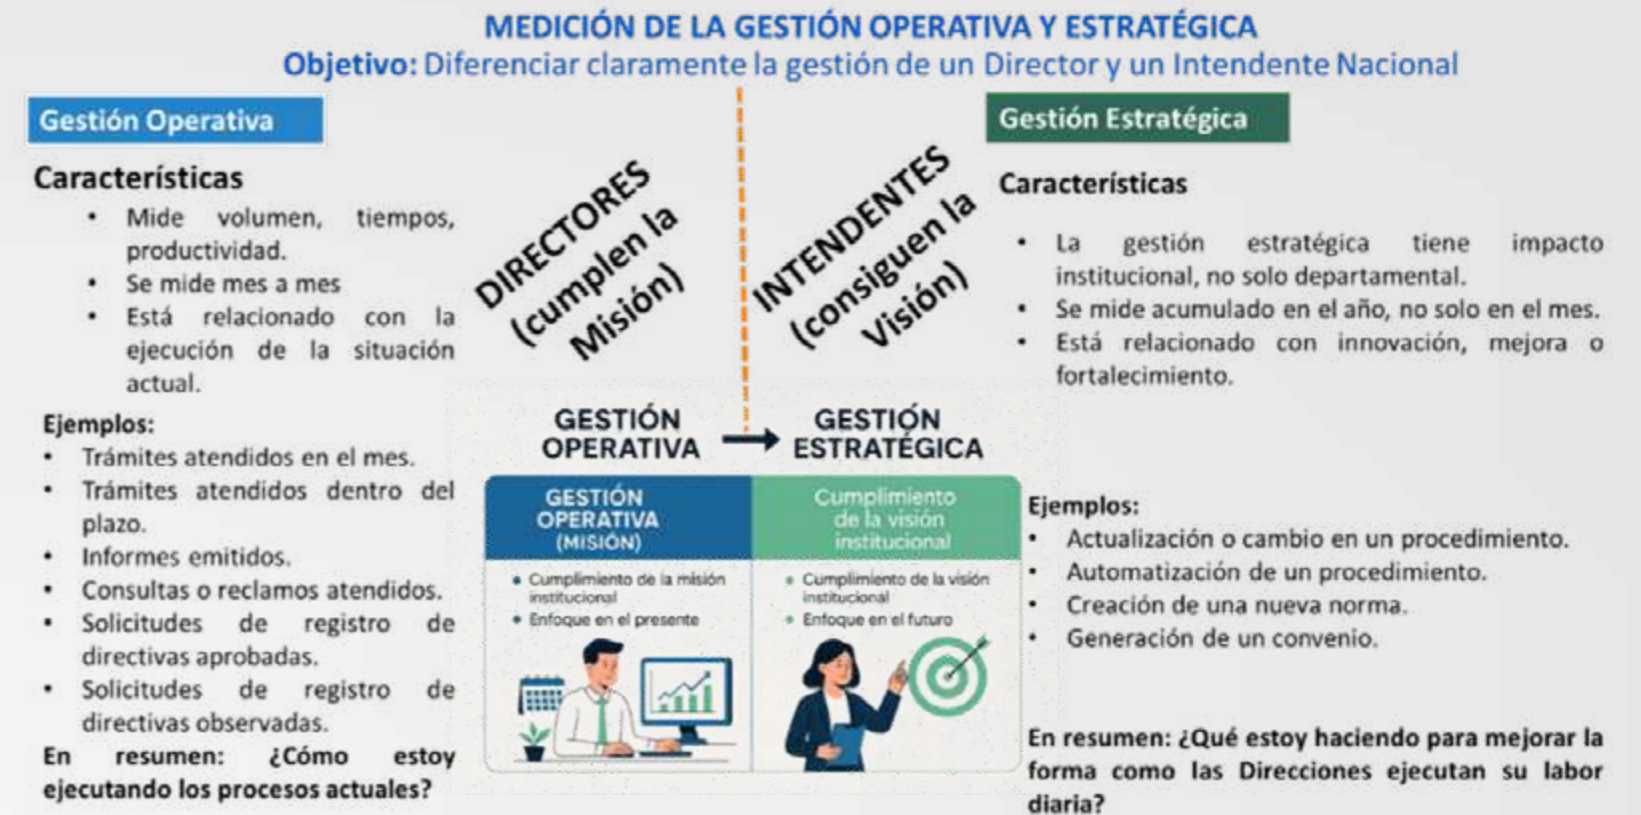 MEDICIÓN DE LA GESTIÓN OPERATIVA Y ESTRATÉGICA
Objetivo: Diferenciar claramente la gestión de un Director y un Intendente Nacional
Gestión Operativa
Características
• Mide volumen, tiempos,
productividad.
• Se mide mes a mes
• Está relacionado con la
ejecución de la situación
actual.
Ejemplos:
• Trámites atendidos en el mes.
• Trámites atendidos dentro del
plazo.
• Informes emitidos.
• Consultas o reclamos atendidos.
• Solicitudes de registro de
directivas aprobadas.
• Solicitudes de registro de
directivas observadas.
En resumen: ¿Cómo estoy
ejecutando los procesos actuales?
DIRECTORES
(cumplen la
Misión)
INTENDENTES
(consiguen la
Visión)
GESTIÓN
OPERATIVA
GESTIÓN
ESTRATÉGICA
GESTIÓN
OPERATIVA
(MISIÓN)
• Cumplimiento de la misión
institucional
• Enfoque en el presente
Cumplimiento
de la visión
institucional
• Cumplimiento de la visión
institucional
• Enfoque en el futuro
Gestión Estratégica
Características
• La gestión estratégica tiene impacto
institucional, no solo departamental.
• Se mide acumulado en el año, no solo en el mes.
• Está relacionado con innovación, mejora o
fortalecimiento.
Ejemplos:
• Actualización o cambio en un procedimiento.
• Automatización de un procedimiento.
• Creación de una nueva norma.
• Generación de un convenio.
En resumen: ¿Qué estoy haciendo para mejorar la
forma como las Direcciones ejecutan su labor
diaria?